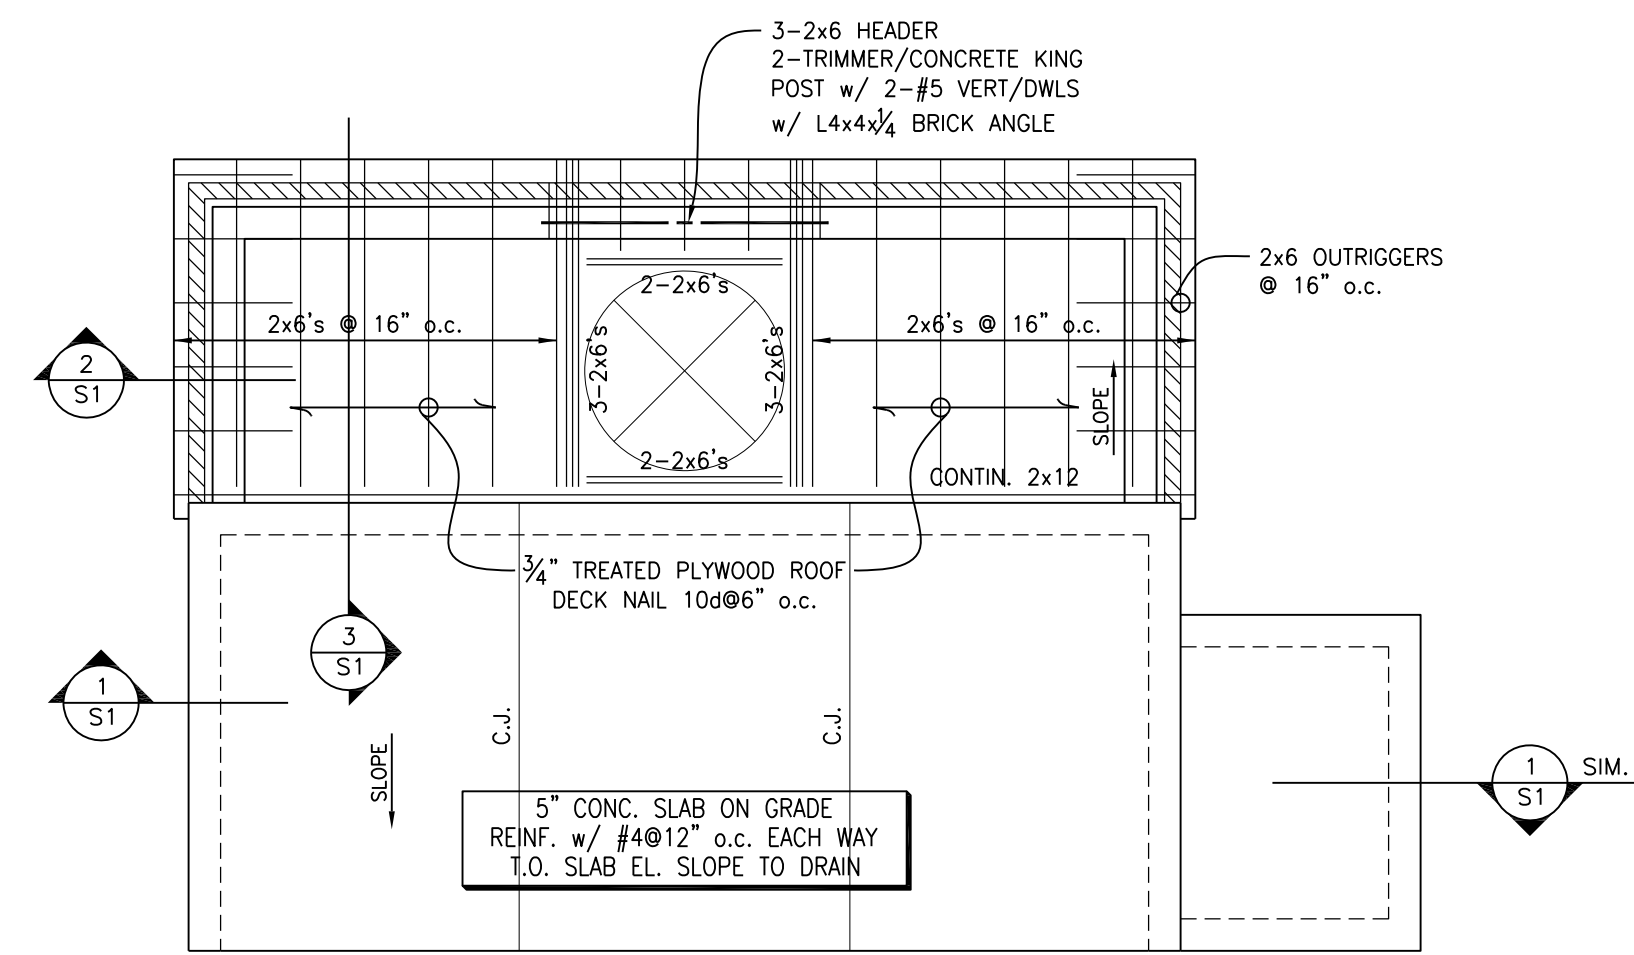 3-2x6 HEADER
2-TRIMMER/CONCRETE KING
POST w/ 2-#5 VERT/DWLS
w/ L4x4x1/4 BRICK ANGLE
2x6 OUTRIGGERS
@ 16" o.c.
2-2x6's
2x6's @ 16" o.c.
2x6's @ 16" o.c.
3-2x6's
3-2x6's
2
S1
SLOPE
2-2x6's
CONTIN. 2x12
3/4" TREATED PLYWOOD ROOF
DECK NAIL 10d@6" o.c.
3
S1
1
S1
C.J.
C.J.
SLOPE
1
S1
SIM.
5" CONC. SLAB ON GRADE
REINF. w/ #4@12" o.c. EACH WAY
T.O. SLAB EL. SLOPE TO DRAIN